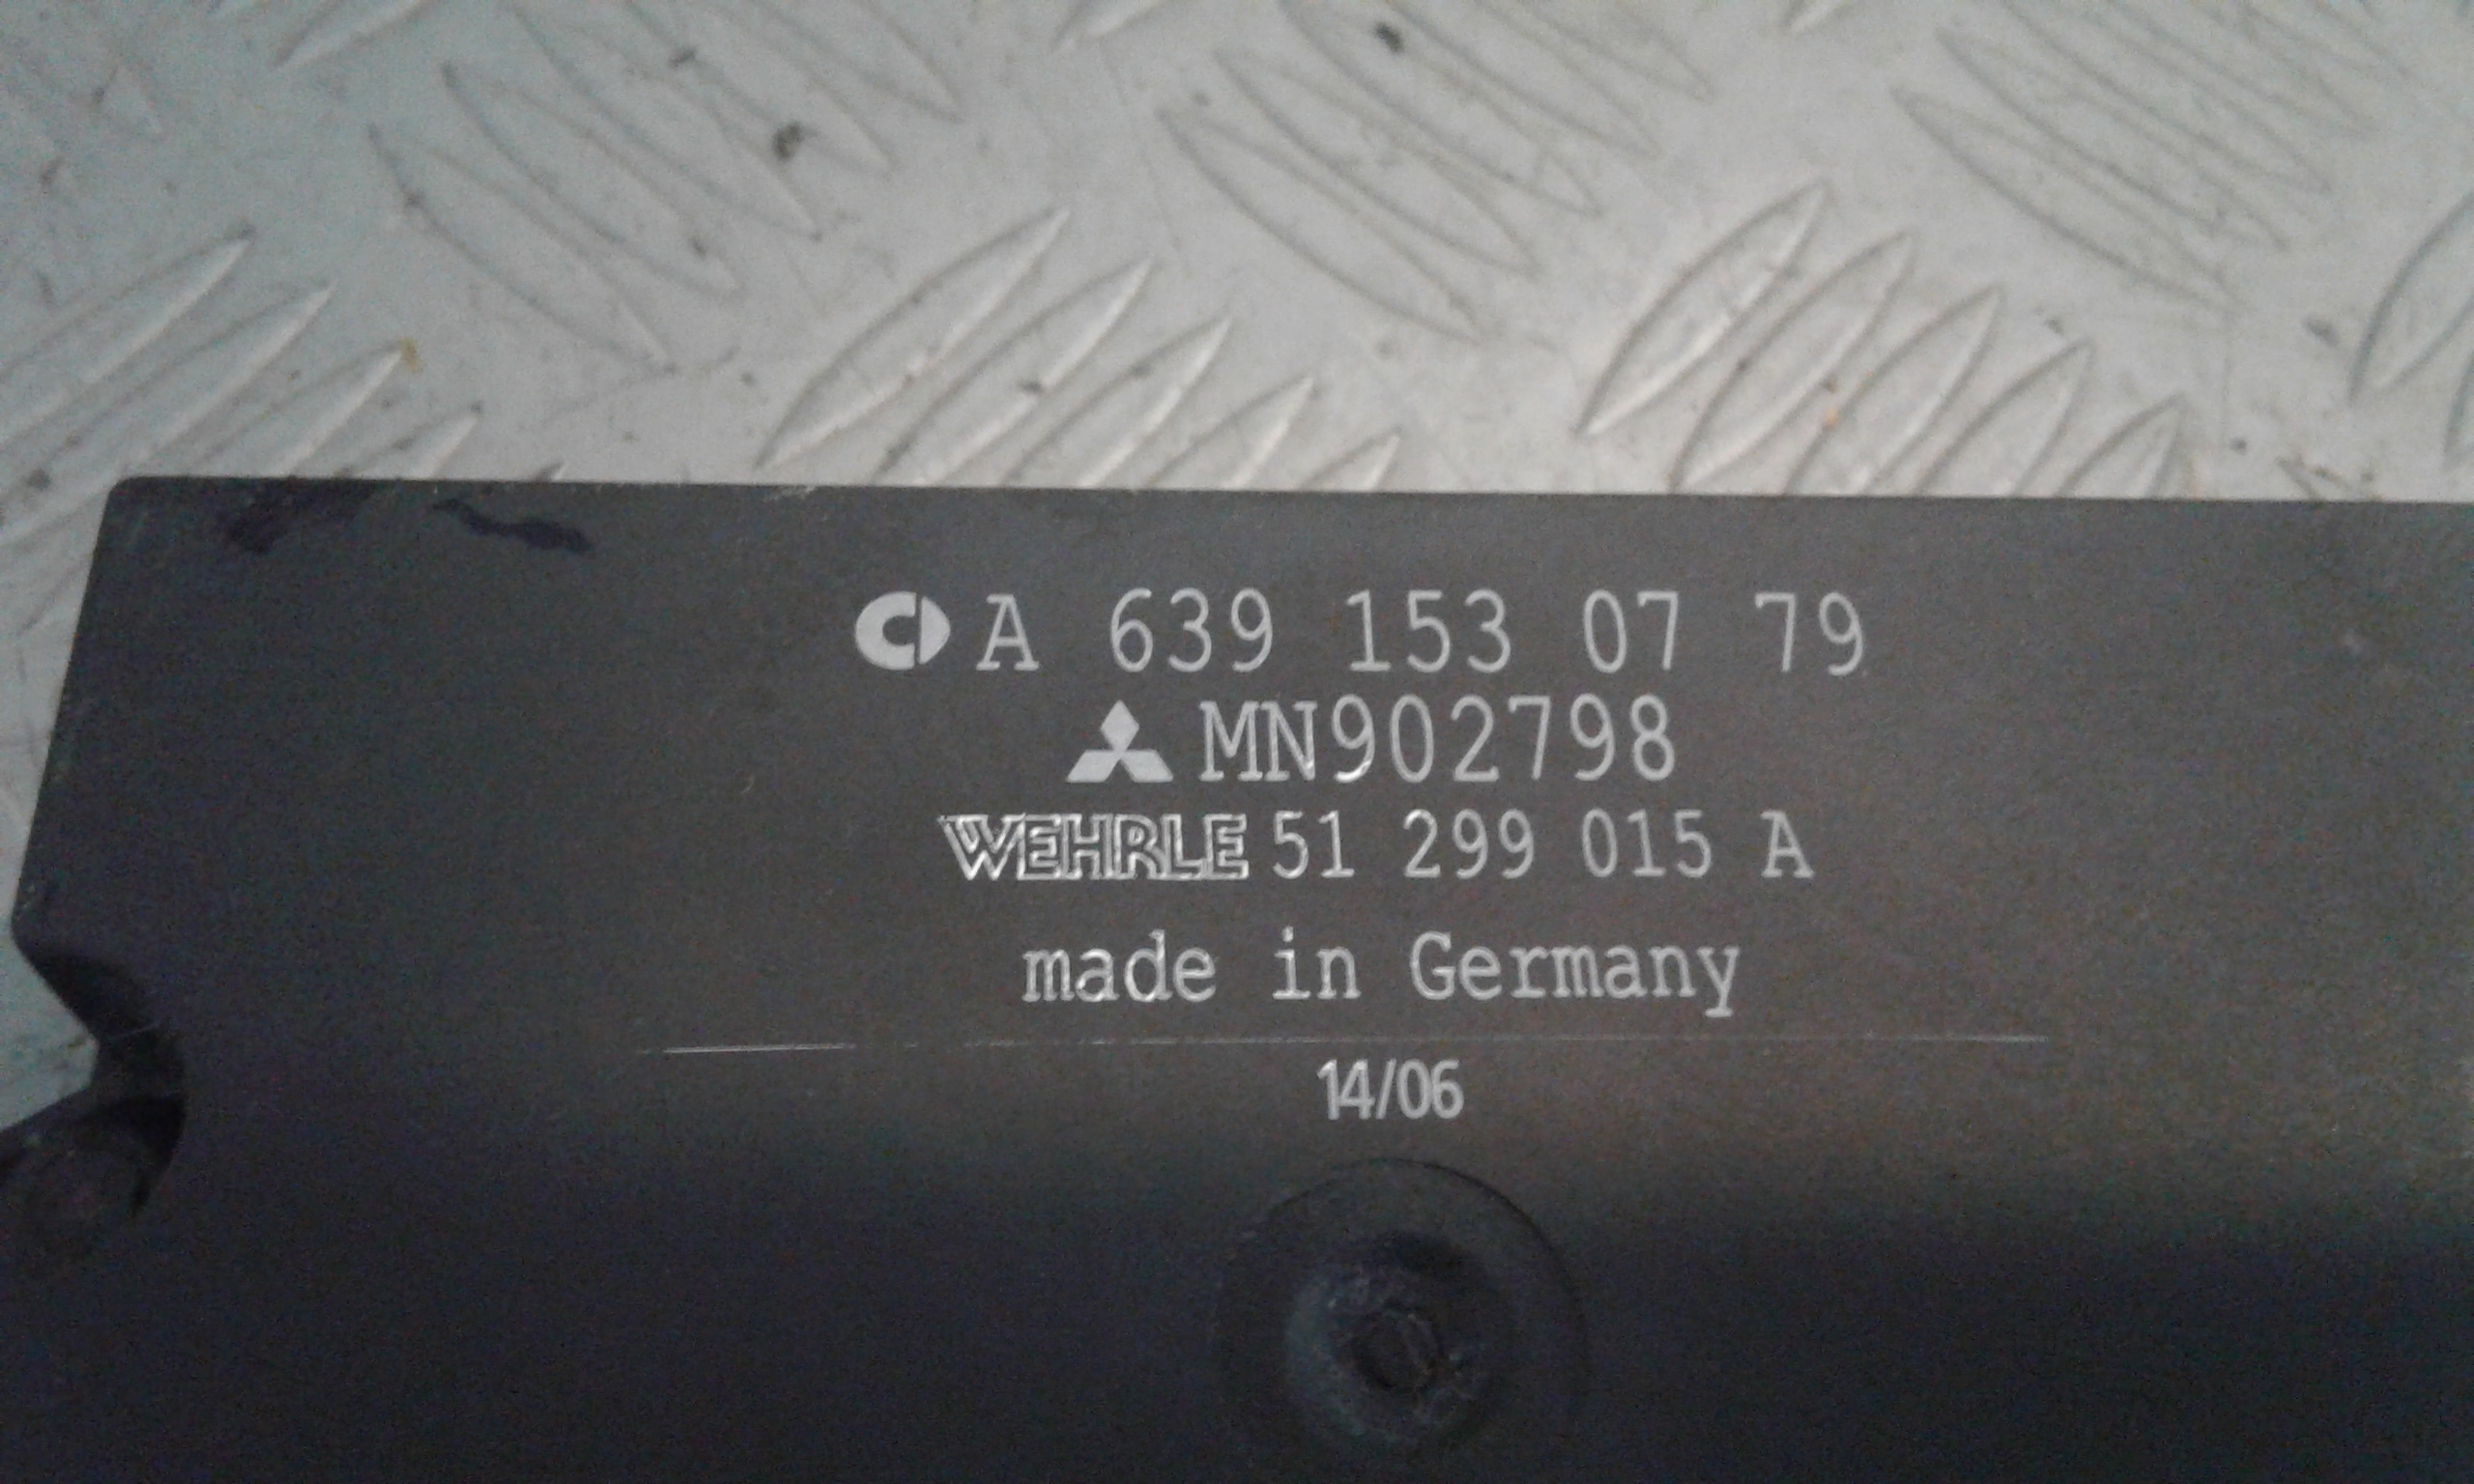 A 639 153 07 79
MN902798
WEHRLE 51 299 015 A
made in Germany
14/06